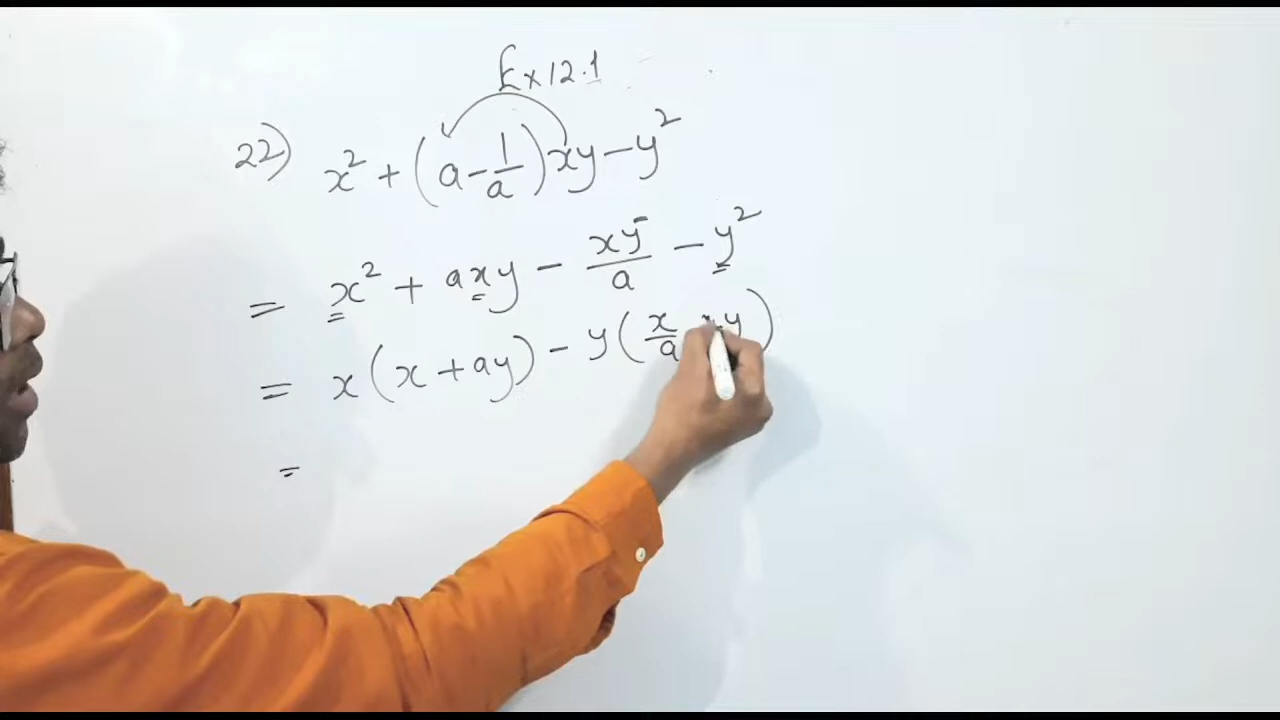 Ex 12.1
22) x² + (a - 1/a) xy - y²
= x² + axy - xy/a - y²
= x(x + ay) - y(x/a + y)
=